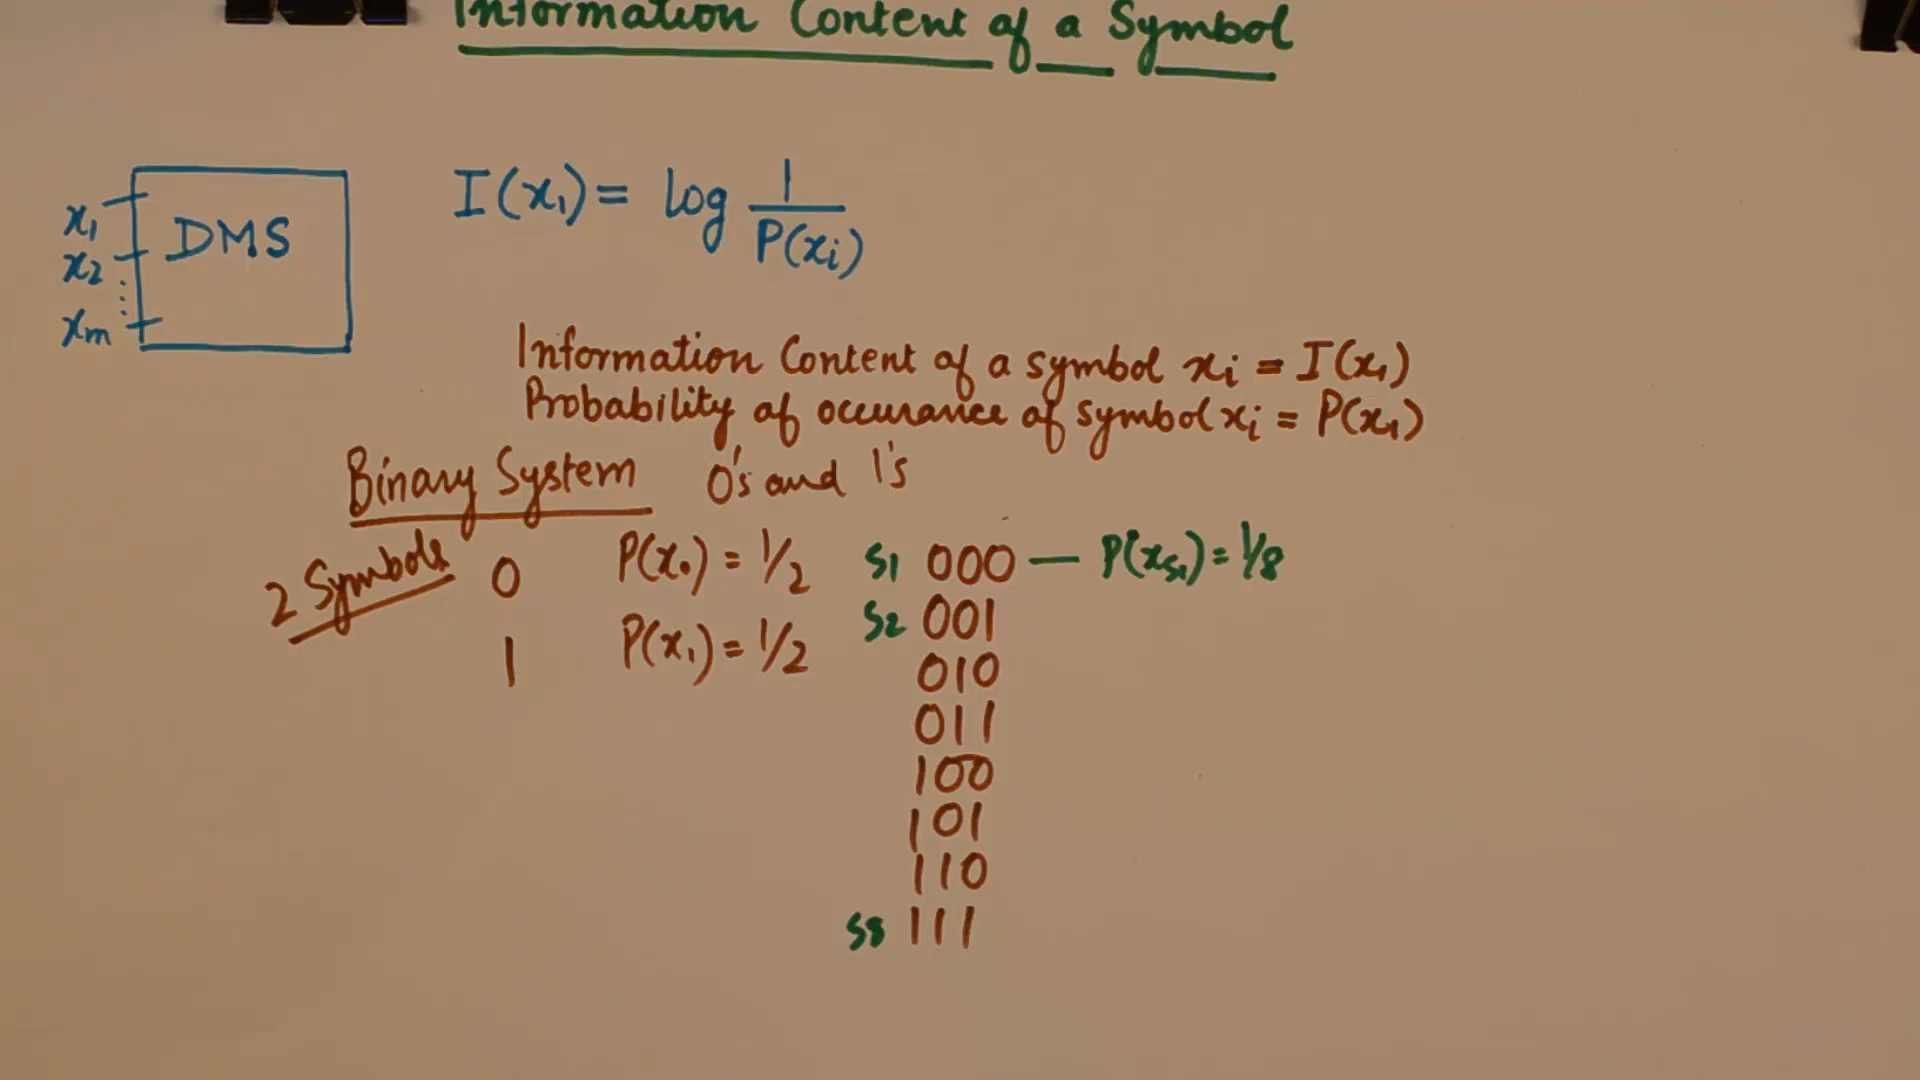 Information Content of a Symbol
x1
x2
xm
DMS
I(x1) = log 1/P(xi)
Information Content of a symbol xi = I(x1)
Probability of occurance of symbol xi = P(x1)
Binary System 0's and 1's
2 Symbols
0 P(x0) = 1/2
1 P(x1) = 1/2
S1 000 — P(xS1) = 1/8
S2 001
010
011
100
101
110
S8 111